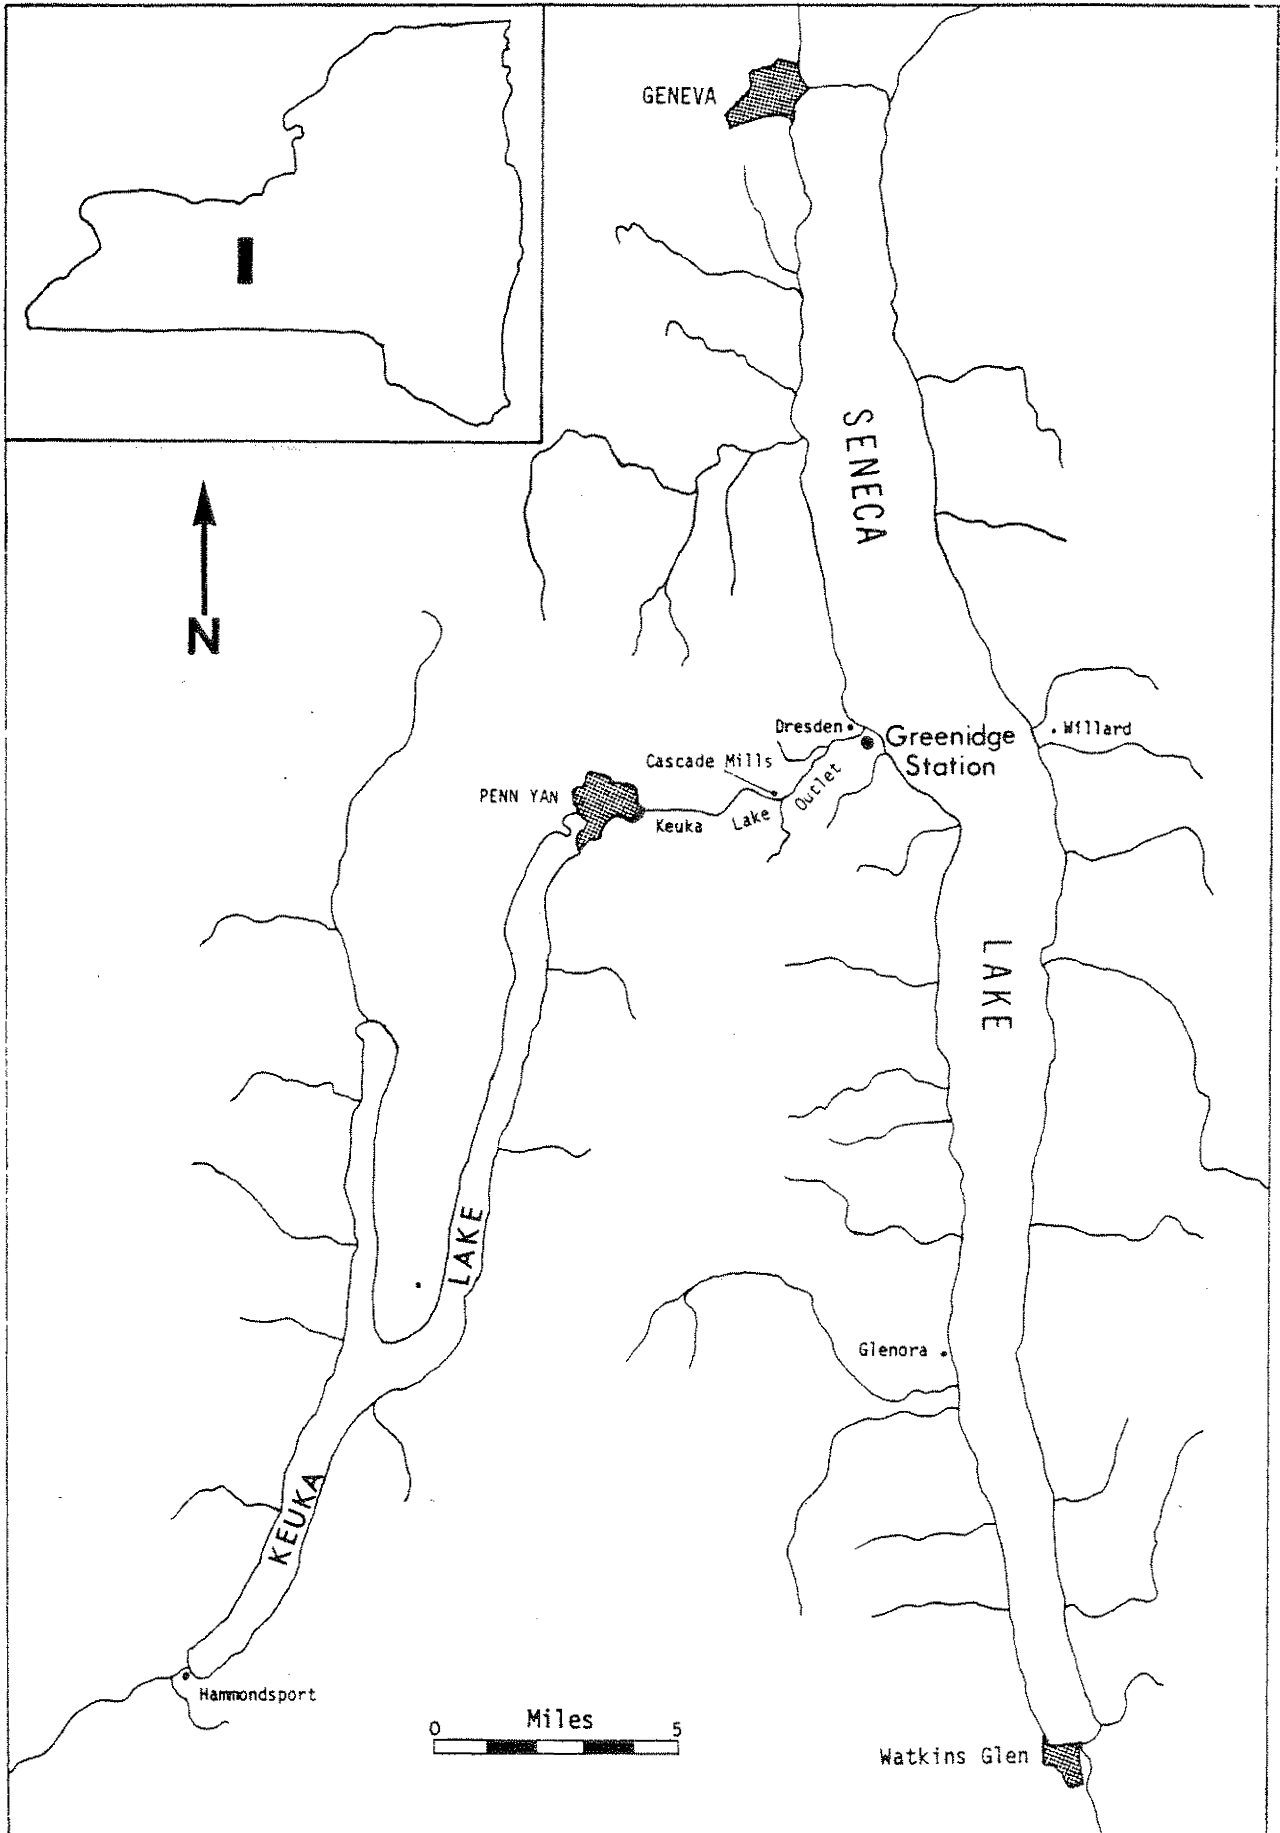 GENEVA
SENECA
N
Dresden
Willard
Greenidge
Station
Cascade Mills
PENN YAN
Outlet
Keuka
Lake
LAKE
LAKE
Glenora
KEUKA
Hammondsport
Miles
0 5
Watkins Glen